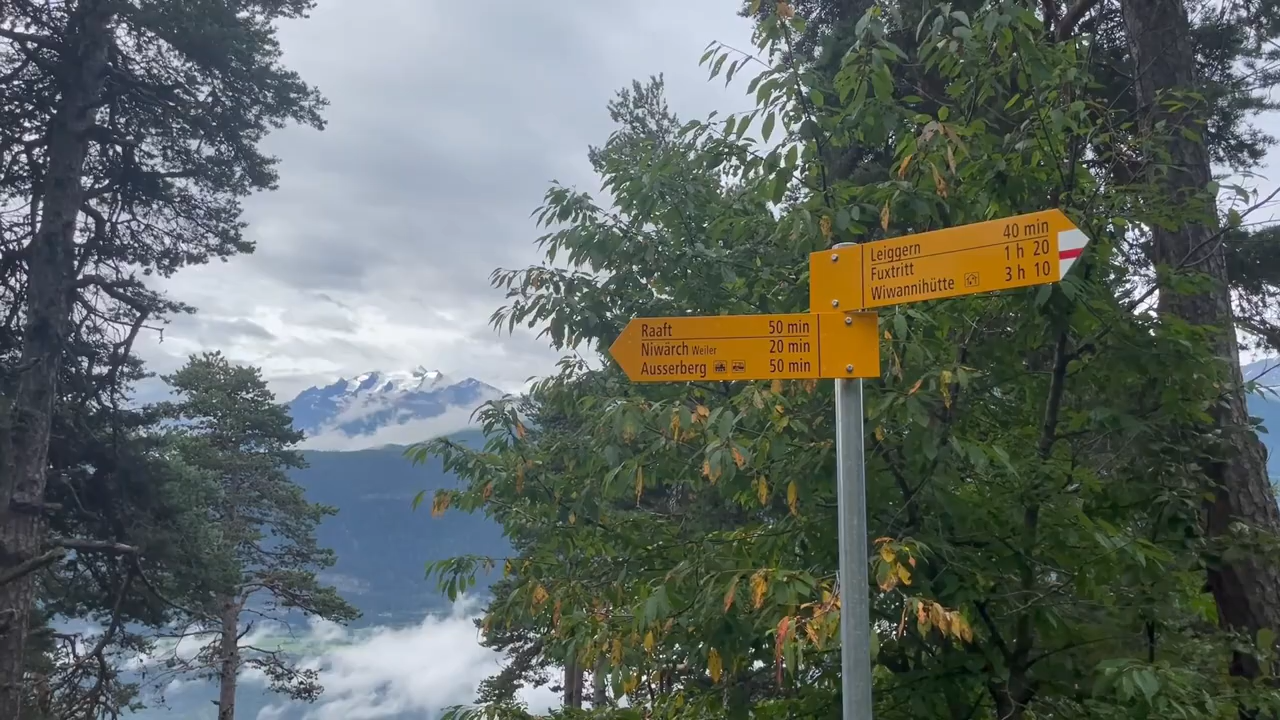 Leiggern 40 min
Fuxtritt 1 h 20
Wiwannihütte 3 h 10
Raaft 50 min
Niwärch Weiler 20 min
Ausserberg 50 min